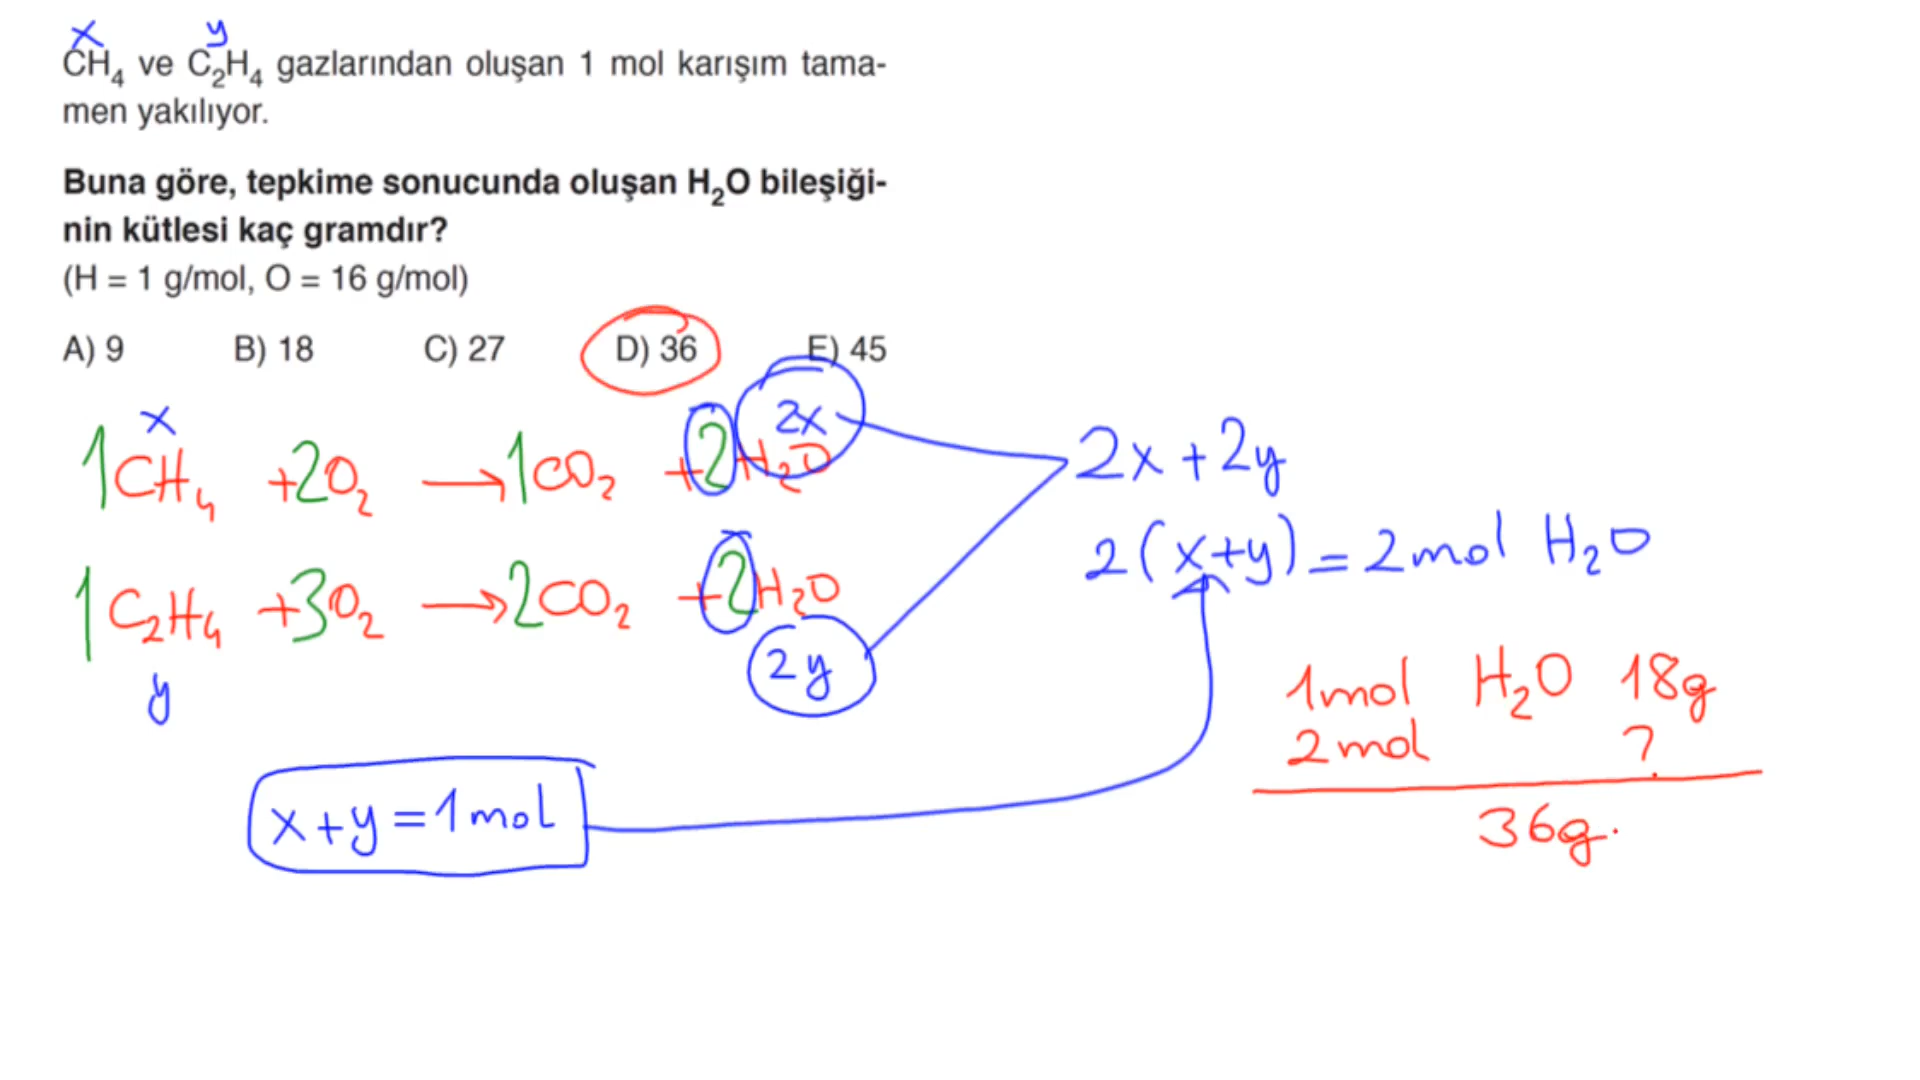 x y
CH₄ ve C₂H₄ gazlarından oluşan 1 mol karışım tama-
men yakılıyor.
Buna göre, tepkime sonucunda oluşan H₂O bileşiği-
nin kütlesi kaç gramdır?
(H = 1 g/mol, O = 16 g/mol)
A) 9 B) 18 C) 27 D) 36 E) 45
x 2x
1CH₄ +2O₂ → 1CO₂ +2H₂O
2x + 2y
2(x+y) = 2mol H₂O
1C₂H₄ +3O₂ → 2CO₂ +2H₂O
y 2y
1mol H₂O 18g
2mol ?
36g.
x+y = 1mol